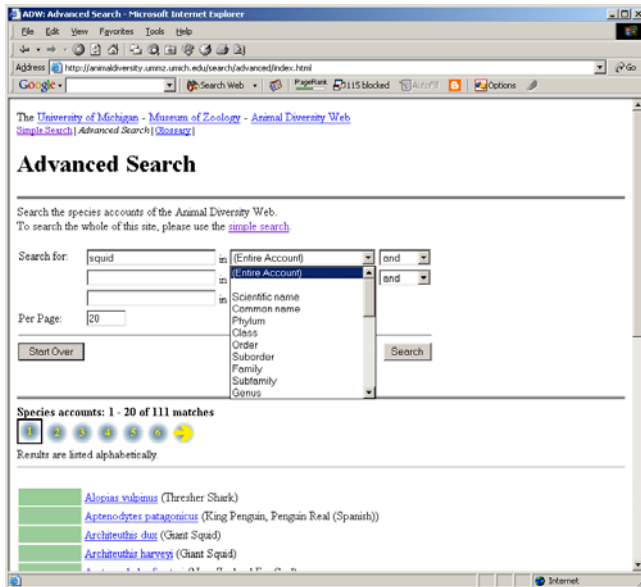 ADW: Advanced Search - Microsoft Internet Explorer
File Edit View Favorites Tools Help
Address http://animaldiversity.ummz.umich.edu/search/advanced/index.html Go
Google Search Web PageRank 115 blocked AutoFill Options
The University of Michigan - Museum of Zoology - Animal Diversity Web
Simple Search | Advanced Search | Glossary |
Advanced Search
Search the species accounts of the Animal Diversity Web.
To search the whole of this site, please use the simple search.
Search for: squid in (Entire Account) and
in (Entire Account) and
in Scientific name
Common name
Per Page: 20 Phylum
Class
Order
Start Over Suborder Search
Family
Subfamily
Genus
Species accounts: 1 - 20 of 111 matches
1 2 3 4 5 6
Results are listed alphabetically.
Alopias vulpinus (Thresher Shark)
Aptenodytes patagonicus (King Penguin, Penguin Real (Spanish))
Architeuthis dux (Giant Squid)
Architeuthis harveyi (Giant Squid)
Internet